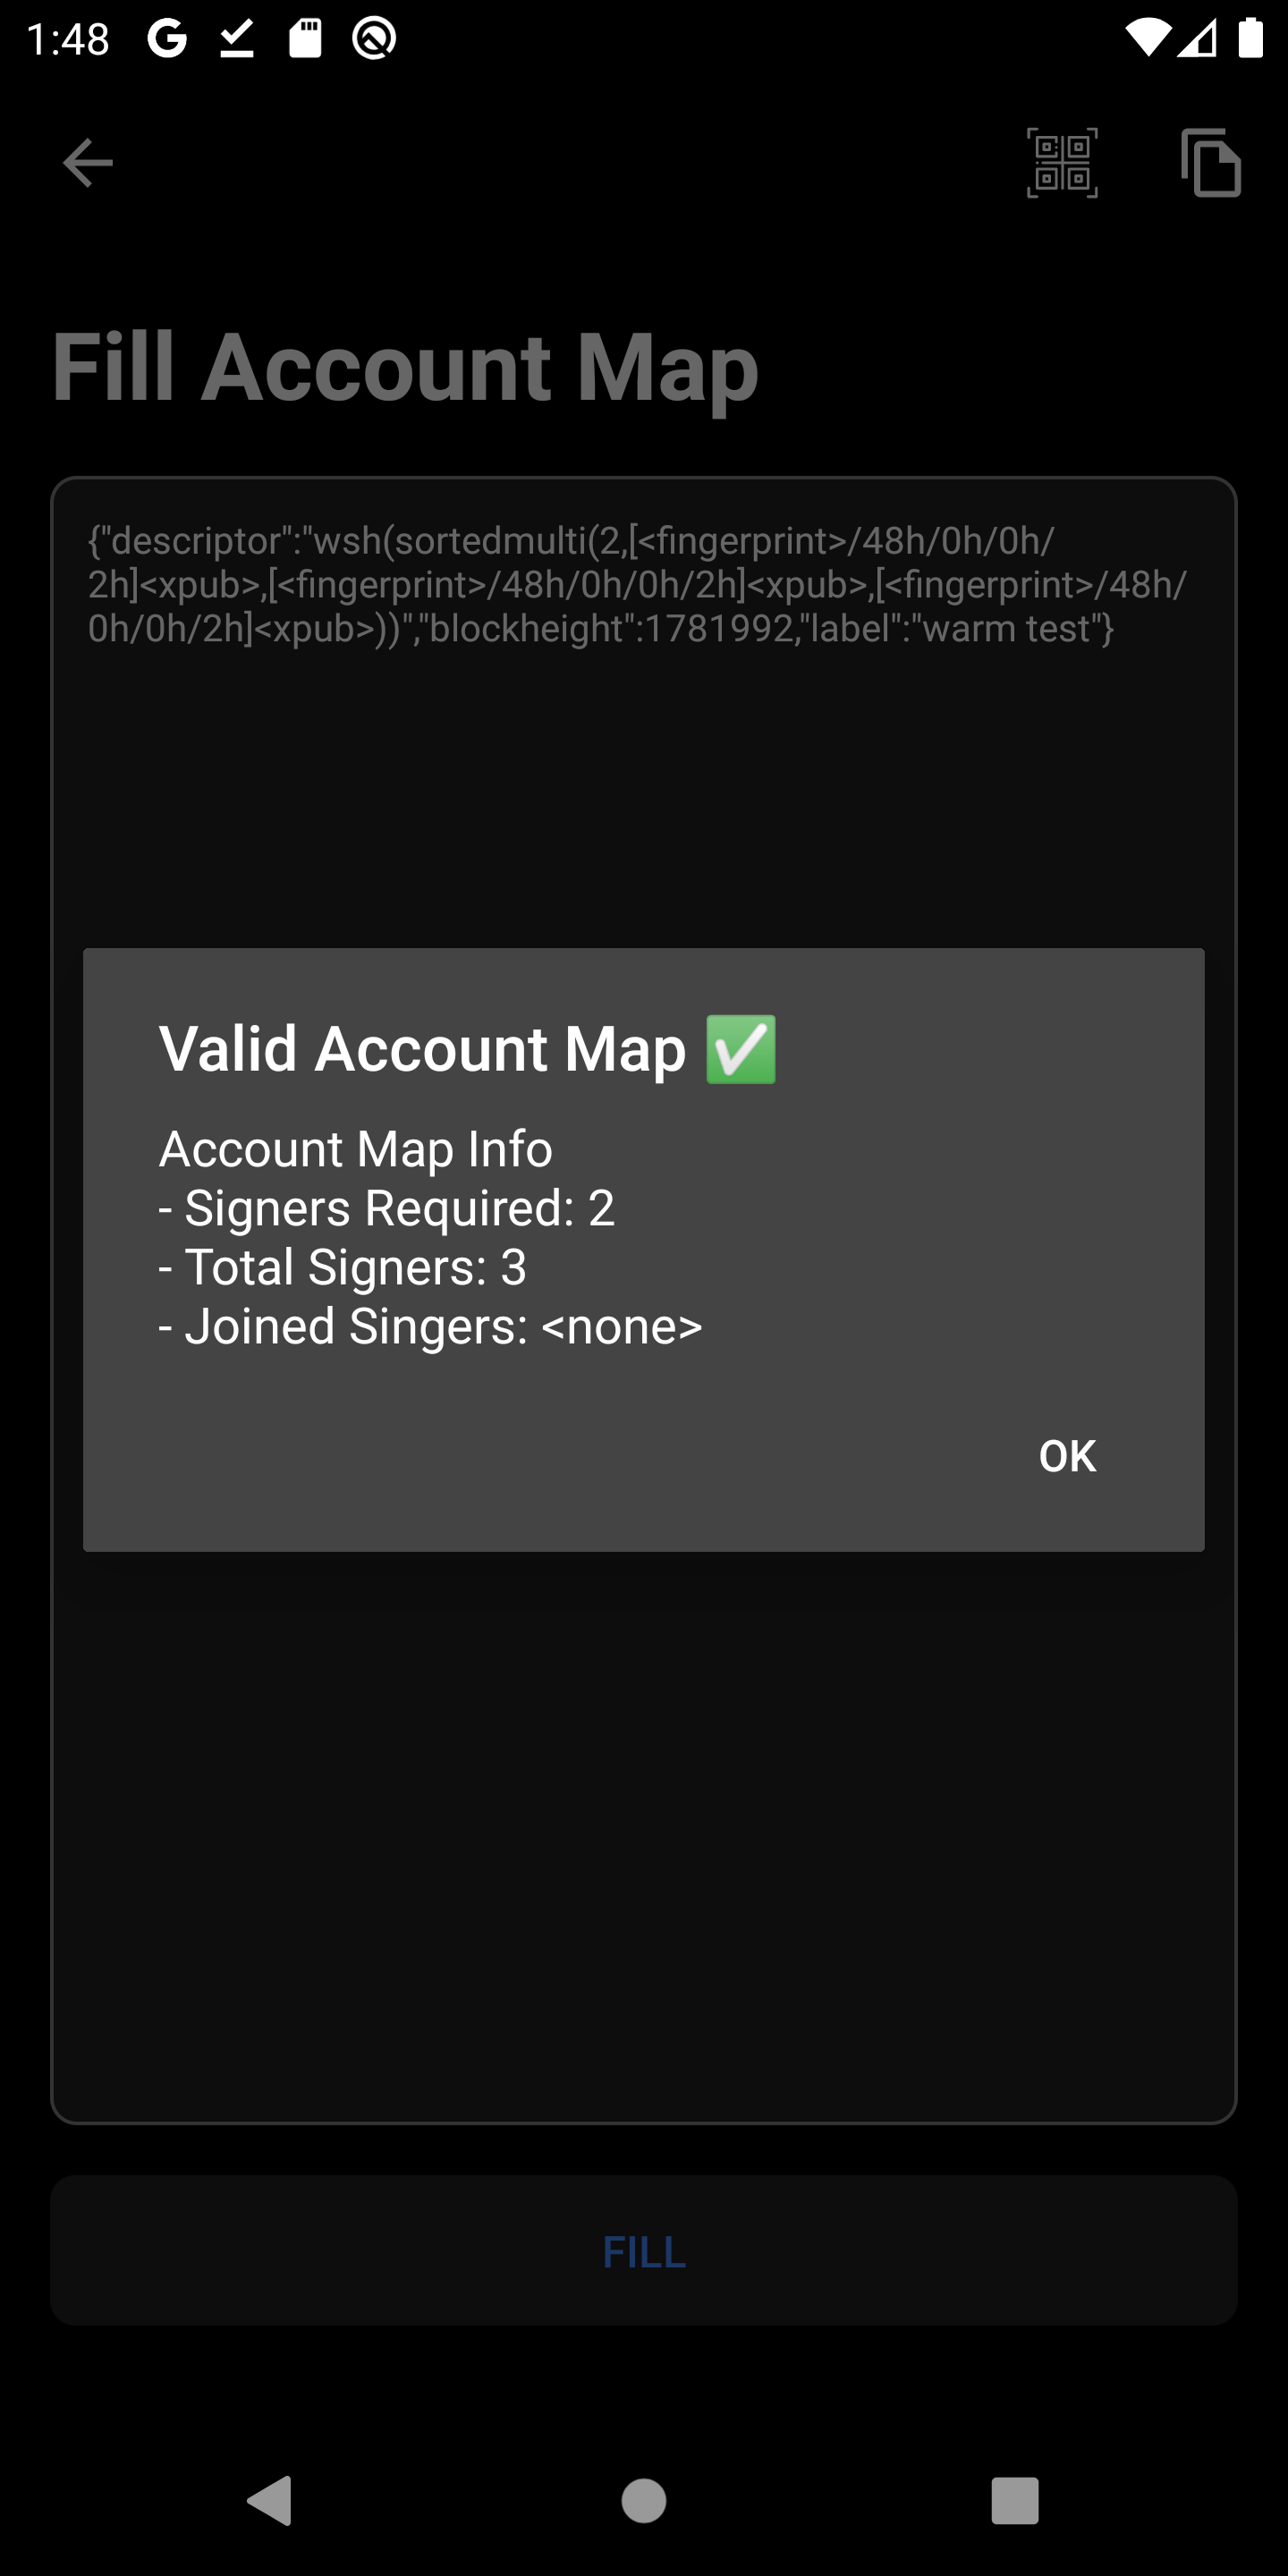 1:48
Fill Account Map
{"descriptor":"wsh(sortedmulti(2,[<fingerprint>/48h/0h/0h/
2h]<xpub>,[<fingerprint>/48h/0h/0h/2h]<xpub>,[<fingerprint>/48h/
0h/0h/2h]<xpub>))","blockheight":1781992,"label":"warm test"}
Valid Account Map ✅
Account Map Info
- Signers Required: 2
- Total Signers: 3
- Joined Singers: <none>
OK
FILL